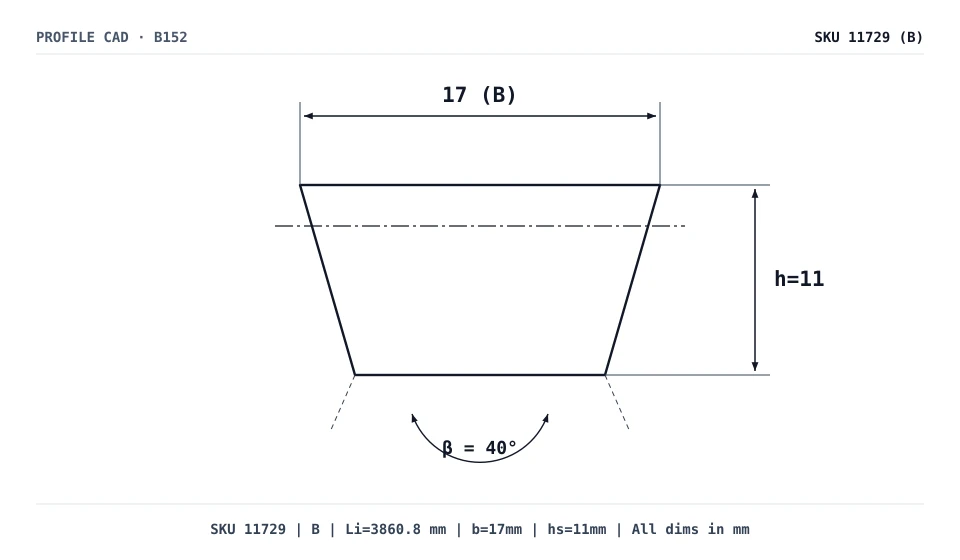 PROFILE CAD · B152
SKU 11729 (B)
17 (B)
h=11
β = 40°
SKU 11729 | B | Li=3860.8 mm | b=17mm | hs=11mm | All dims in mm